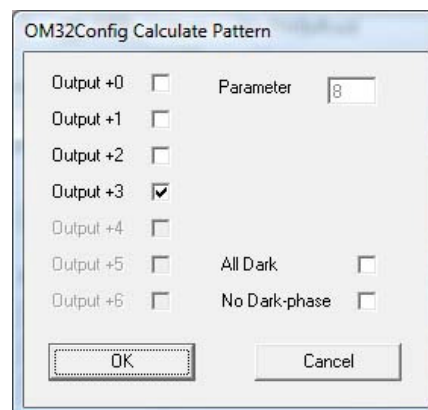 OM32Config Calculate Pattern
Output +0
Parameter 8
Output +1
Output +2
Output +3
Output +4
Output +5
All Dark
Output +6
No Dark-phase
OK
Cancel